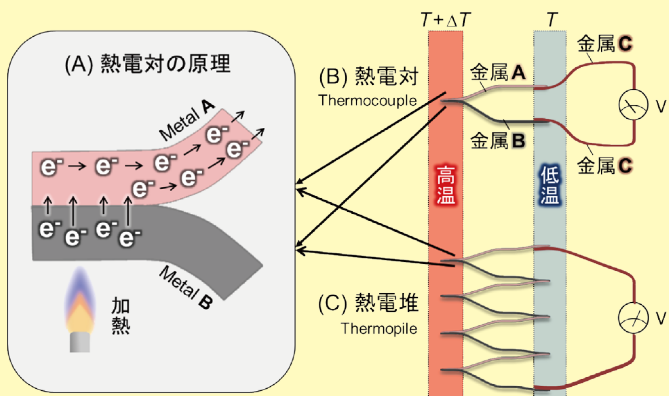 (A) 熱電対の原理
Metal A
e- e- e- e-
e- e- e-
e- e- e- e-
Metal B
加熱
T+ΔT
T
(B) 熱電対
Thermocouple
金属A
金属B
金属C
金属C
V
高温
低温
(C) 熱電堆
Thermopile
V